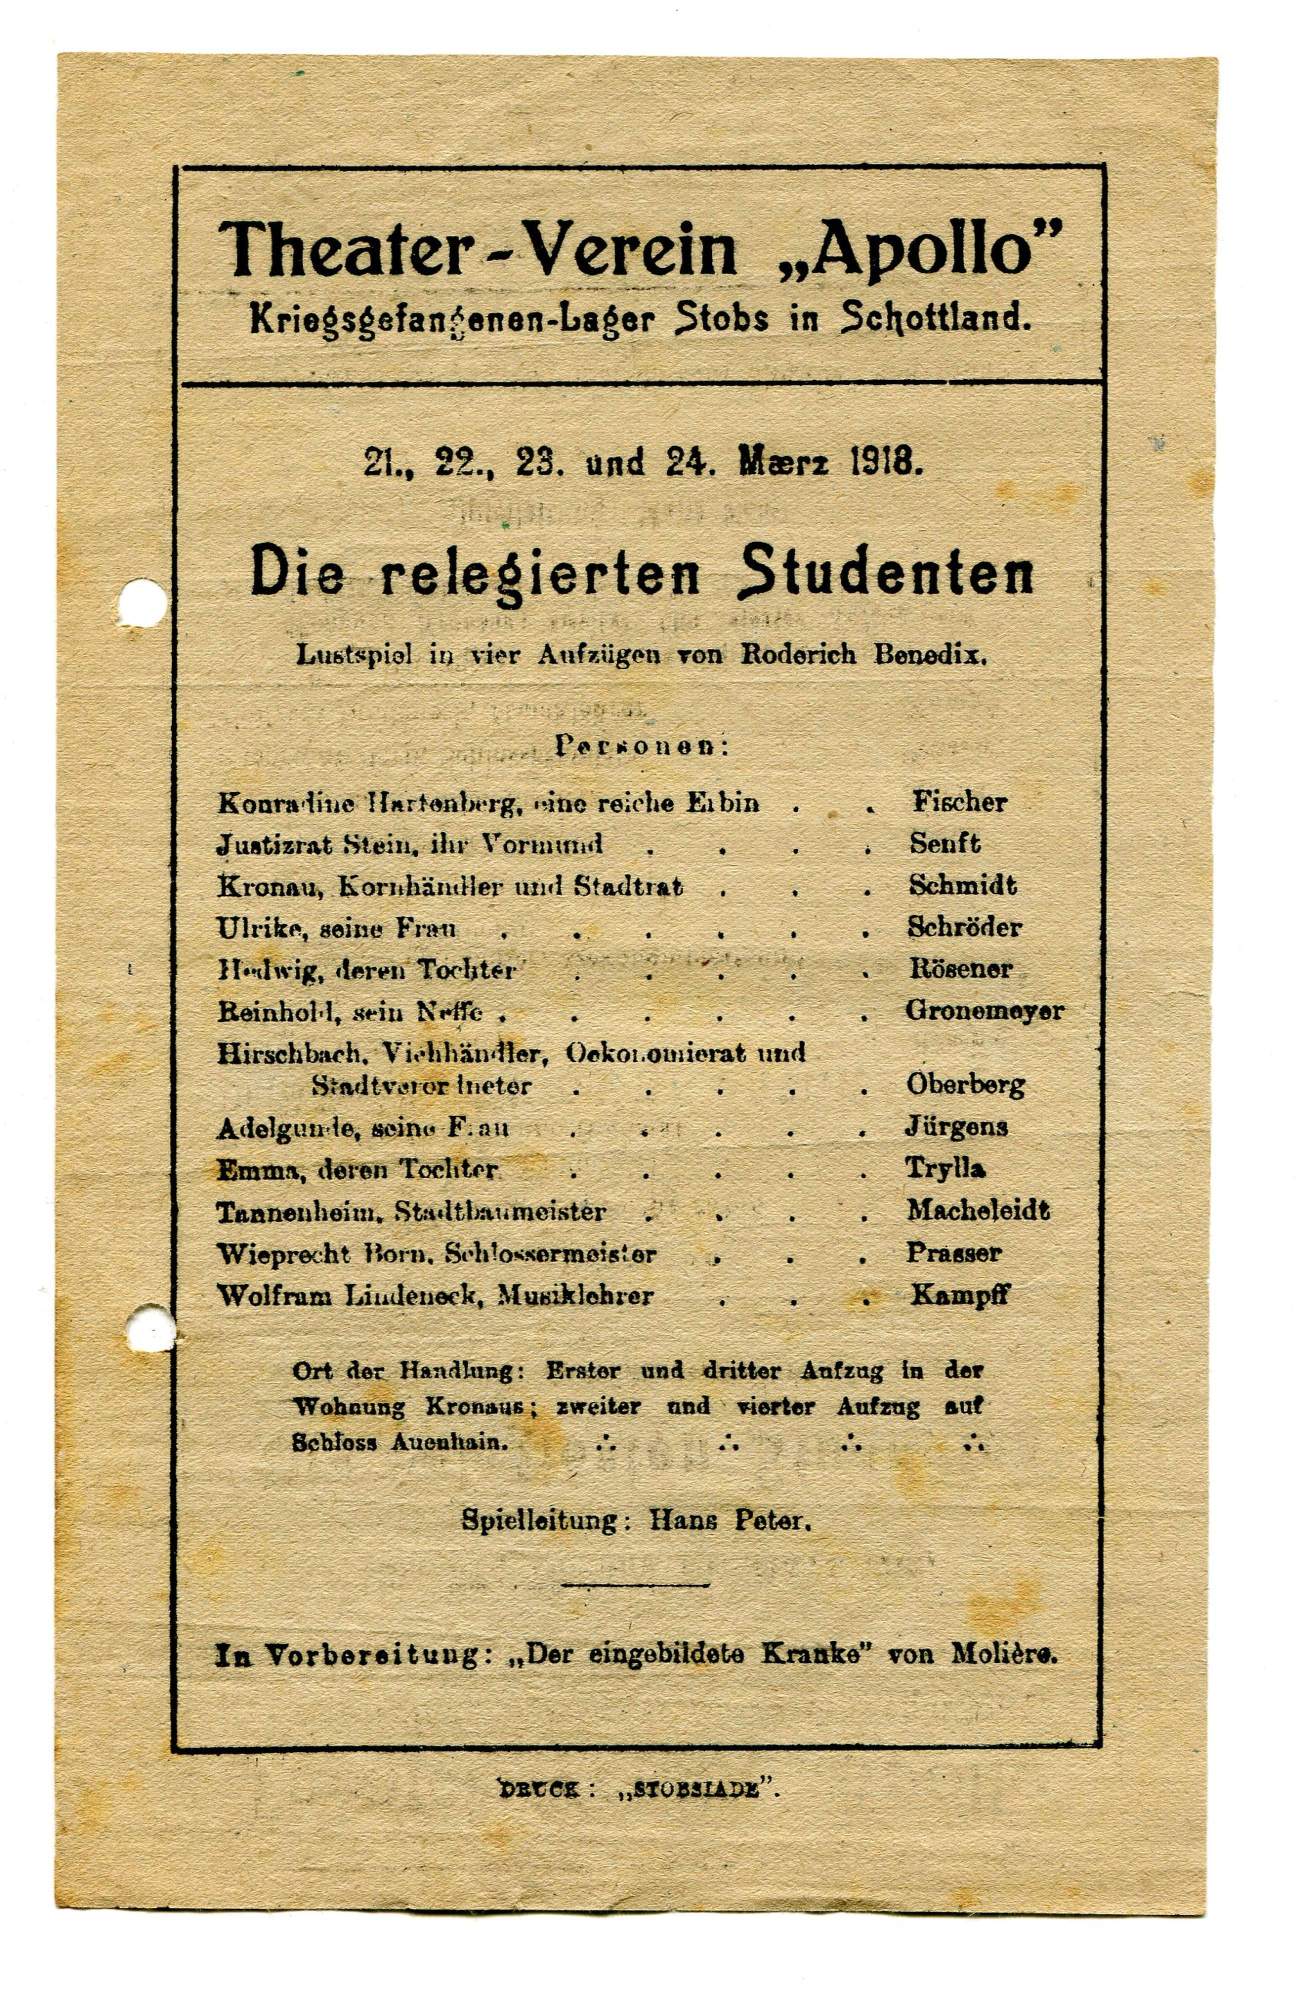 Theater-Verein „Apollo”
Kriegsgefangenen-Lager Stobs in Schottland.
21., 22., 23. und 24. Mærz 1918.
Die relegierten Studenten
Lustspiel in vier Aufzügen von Roderich Benedix.
Personen:
Konradine Hartenberg, eine reiche Erbin . . Fischer
Justizrat Stein, ihr Vormund . . . . Senft
Kronau, Kornhändler und Stadtrat . . . Schmidt
Ulrike, seine Frau . . . . . . Schröder
Hedwig, deren Tochter . . . . . Rösener
Reinhold, sein Neffe . . . . . . Gronemeyer
Hirschbach, Viehhändler, Oekonomierat und
Stadtverordneter . . . . . Oberberg
Adelgunde, seine Frau . . . . . Jürgens
Emma, deren Tochter . . . . . Trylla
Tannenheim, Stadtbaumeister . . . . Macheleidt
Wieprecht Born, Schlossermeister . . . Prasser
Wolfram Lindeneck, Musiklehrer . . . Kampff
Ort der Handlung: Erster und dritter Aufzug in der
Wohnung Kronaus; zweiter und vierter Aufzug auf
Schloss Auenhain. ∴ ∴ ∴ ∴
Spielleitung: Hans Peter.
In Vorbereitung: „Der eingebildete Kranke” von Molière.
DRUCK: „STOBSIADE”.